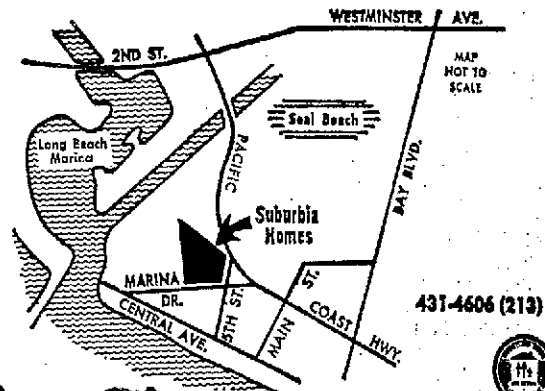 WESTMINSTER AVE.
2ND ST.
MAP
NOT TO
SCALE
Long Beach
Marina
Seal Beach
PACIFIC
BAY BLVD.
Suburbia
Homes
MARINA
DR.
5TH ST.
MAIN ST.
COAST HWY.
CENTRAL AVE.
431-4606 (213)